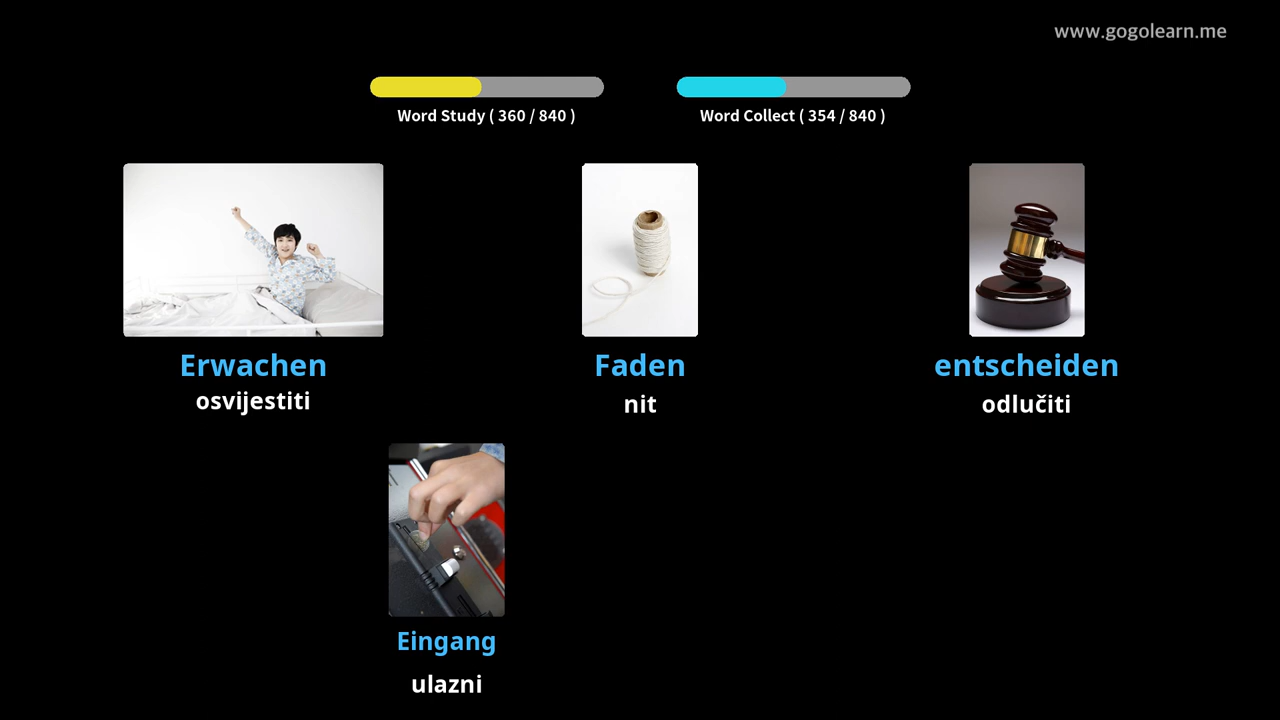 www.gogolearn.me
Word Study ( 360 / 840 )
Word Collect ( 354 / 840 )
Erwachen
osvijestiti
Faden
nit
entscheiden
odlučiti
Eingang
ulazni